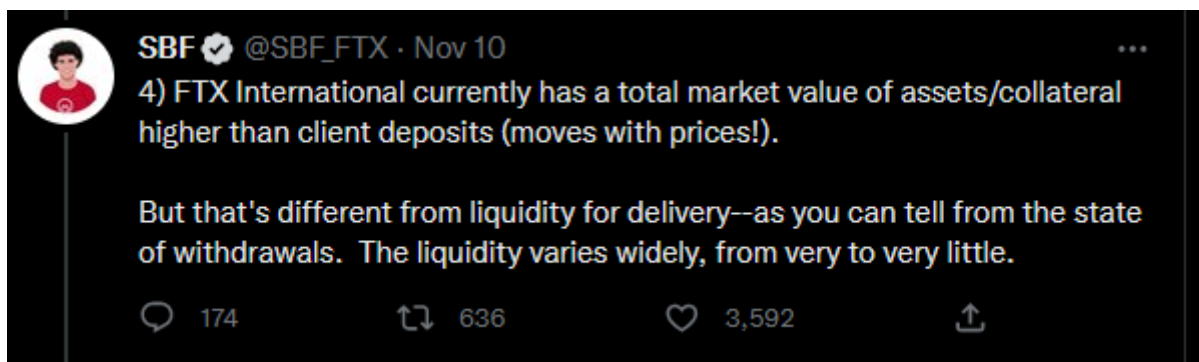 SBF @SBF_FTX · Nov 10
4) FTX International currently has a total market value of assets/collateral
higher than client deposits (moves with prices!).
But that's different from liquidity for delivery--as you can tell from the state
of withdrawals.  The liquidity varies widely, from very to very little.
174 636 3,592